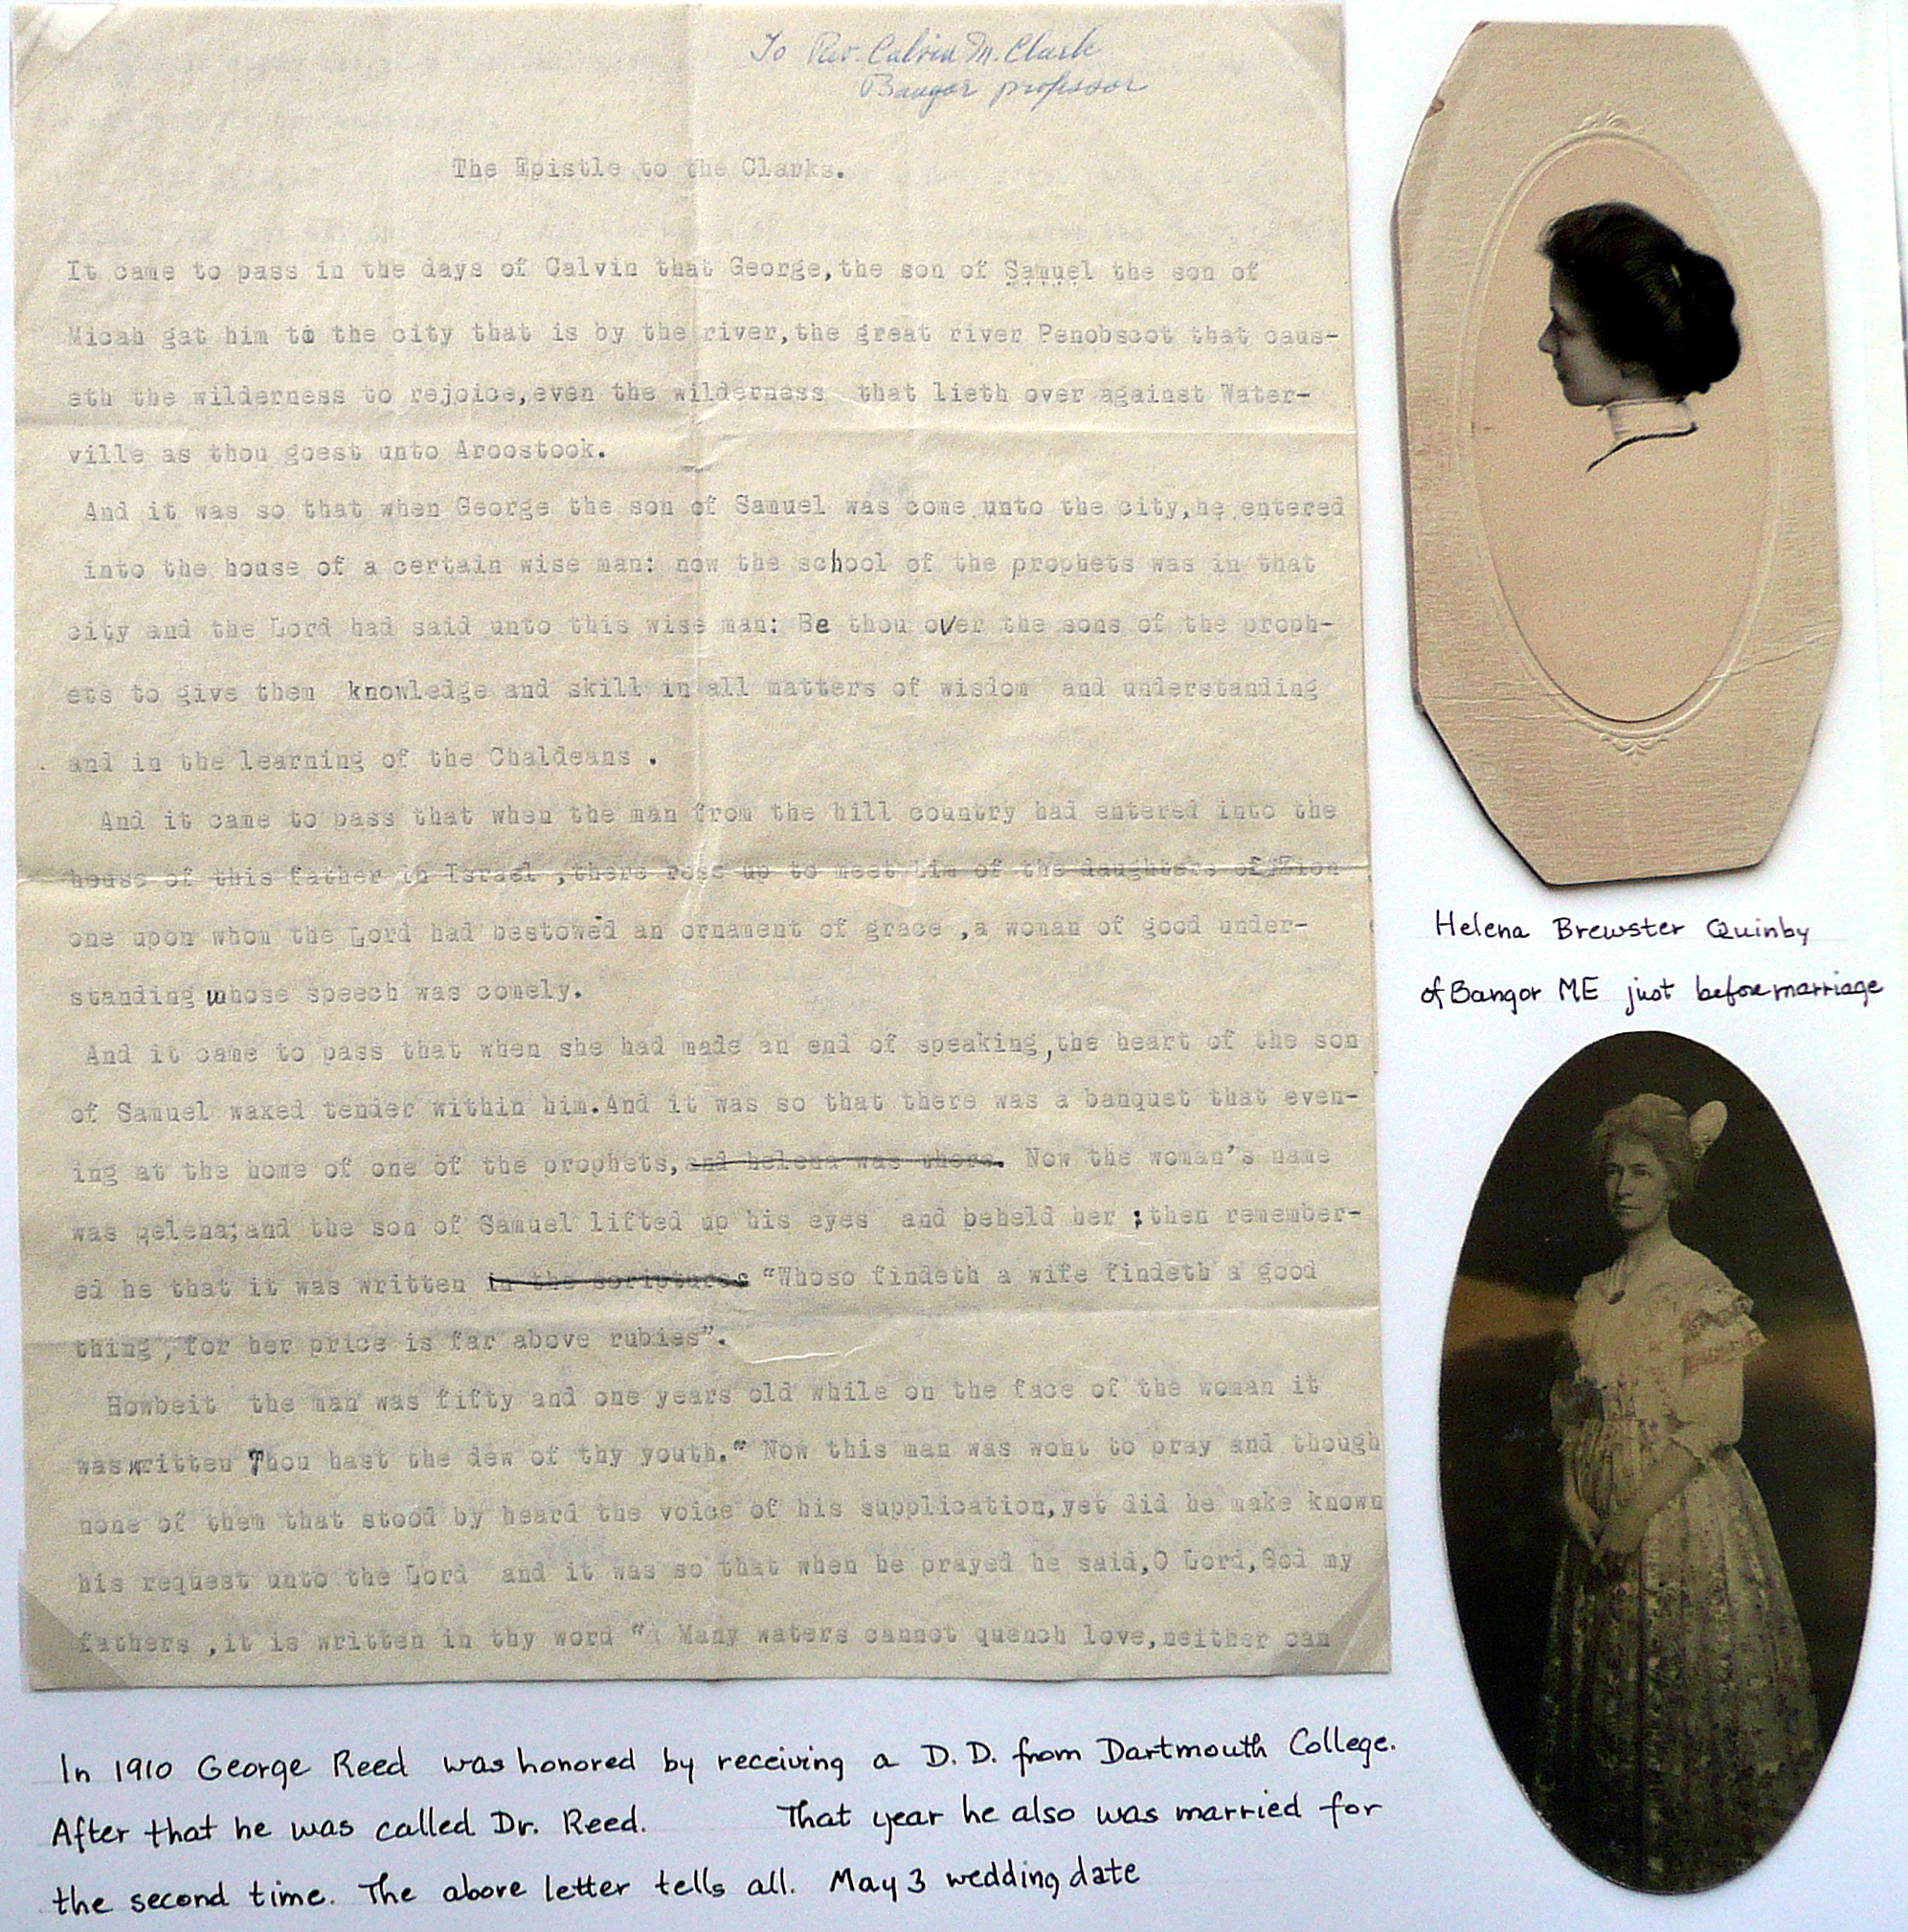 To Rev. Calvin M. Clark
Bangor professor
The Epistle to the Clarks.
It came to pass in the days of Calvin that George,the son of Samuel the son of
Micah gat him to the city that is by the river,the great river Penobscot that caus-
eth the wilderness to rejoice,even the wilderness that lieth over against Water-
ville as thou goest unto Aroostook.
And it was so that when George the son of Samuel was come unto the city,he entered
into the house of a certain wise man: now the school of the prophets was in that
city and the Lord had said unto this wise man: Be thou over the sons of the proph-
ets to give them knowledge and skill in all matters of wisdom and understanding
and in the learning of the Chaldeans .
And it came to pass that when the man from the hill country had entered into the
house of this father in Israel ,there rose up to meet him of the daughters of Zion
one upon whom the Lord had bestowed an ornament of grace ,a woman of good under-
standing whose speech was comely.
And it came to pass that when she had made an end of speaking,the heart of the son
of Samuel waxed tender within him.And it was so that there was a banquet that even-
ing at the home of one of the prophets,and helena was there. Now the woman's name
was Helena;and the son of Samuel lifted up his eyes and beheld her ;then remember-
ed he that it was written in the scriptures "Whoso findeth a wife findeth a good
thing ,for her price is far above rubies".
Howbeit the man was fifty and one years old while on the face of the woman it
was written Thou hast the dew of thy youth." Now this man was wont to pray and though
none of them that stood by heard the voice of his supplication,yet did he make known
his request unto the Lord and it was so that when he prayed he said,O Lord,God my
fathers ,it is written in thy word " Many waters cannot quench love,neither can
Helena Brewster Quinby
of Bangor ME just before marriage
In 1910 George Reed was honored by receiving a D.D. from Dartmouth College.
After that he was called Dr. Reed. That year he also was married for
the second time. The above letter tells all. May 3 wedding date